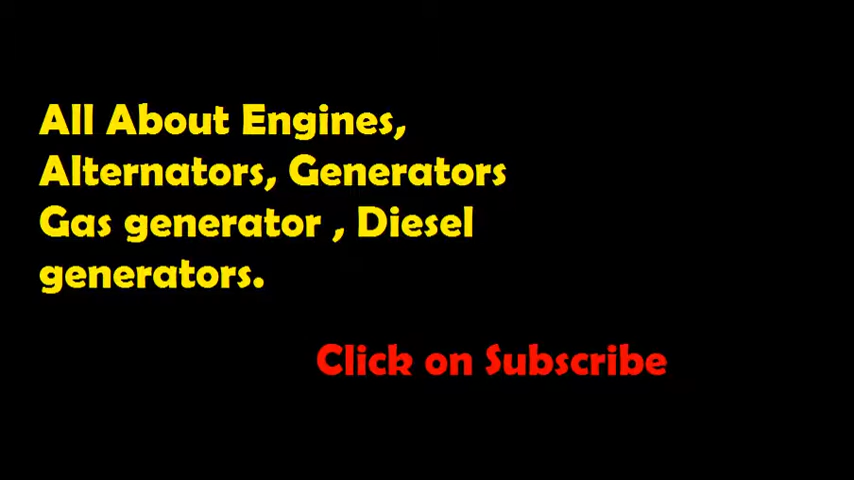 All About Engines,
Alternators, Generators
Gas generator , Diesel
generators.
Click on Subscribe